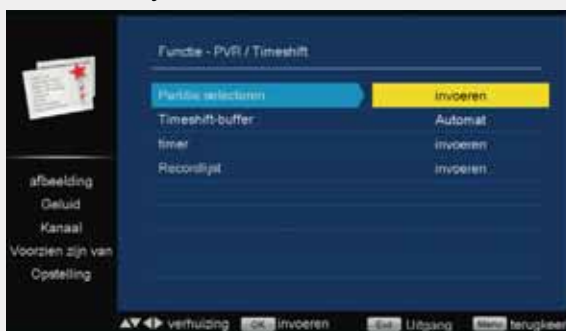 Functie - PVR / Timeshift
Partitie selecteren
invoeren
Timeshift-buffer
Automat
timer
invoeren
Recordlijst
invoeren
afbeelding
Geluid
Kanaal
Voorzien zijn van
Opstelling
verhuizing OK invoeren Exit Uitgang Menu terugkeer